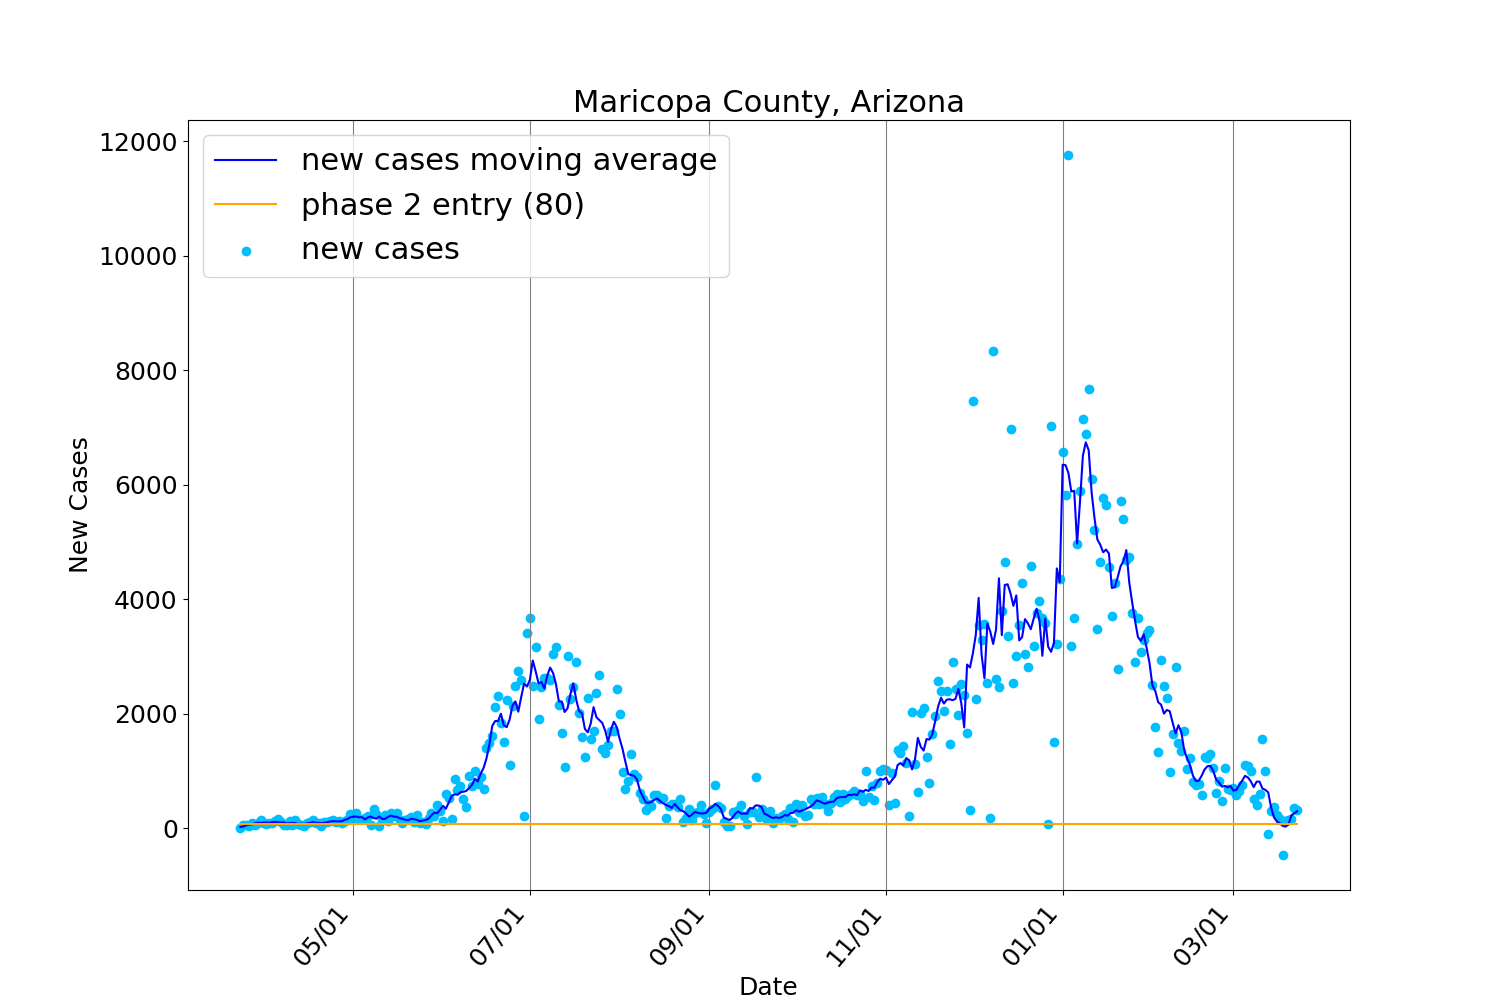 Maricopa County, Arizona
new cases moving average
phase 2 entry (80)
new cases
12000
10000
8000
6000
4000
2000
0
New Cases
05/01
07/01
09/01
11/01
01/01
03/01
Date